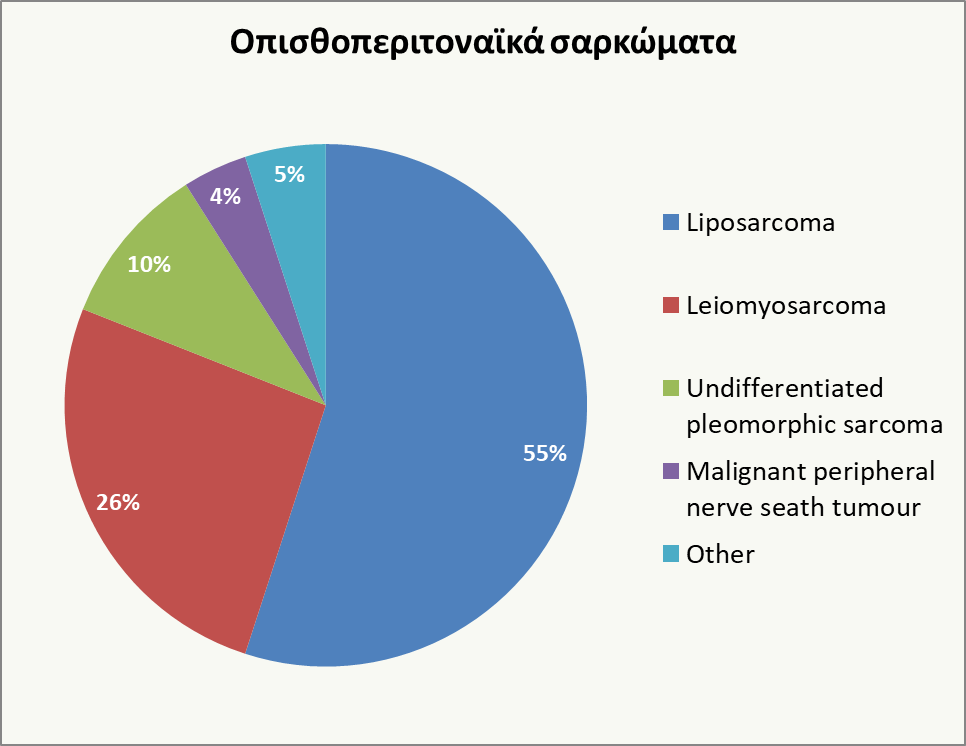 Οπισθοπεριτοναϊκά σαρκώματα
5%
4%
10%
55%
26%
Liposarcoma
Leiomyosarcoma
Undifferentiated
pleomorphic sarcoma
Malignant peripheral
nerve seath tumour
Other